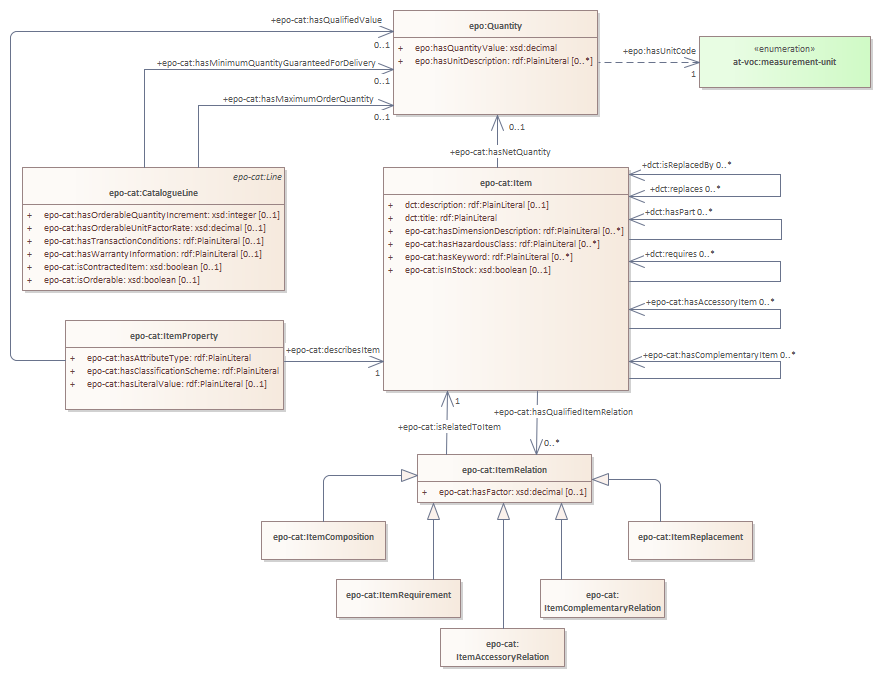 +epo-cat:hasQualifiedValue
0..1
epo:Quantity
+ epo:hasQuantityValue: xsd:decimal
+ epo:hasUnitDescription: rdf:PlainLiteral [0..*]
+epo:hasUnitCode
1
«enumeration»
at-voc:measurement-unit
+epo-cat:hasMinimumQuantityGuaranteedForDelivery
0..1
+epo-cat:hasMaximumOrderQuantity
0..1
0..1
+epo-cat:hasNetQuantity
epo-cat:Line
epo-cat:CatalogueLine
+ epo-cat:hasOrderableQuantityIncrement: xsd:integer [0..1]
+ epo-cat:hasOrderableUnitFactorRate: xsd:decimal [0..1]
+ epo-cat:hasTransactionConditions: rdf:PlainLiteral [0..1]
+ epo-cat:hasWarrantyInformation: rdf:PlainLiteral [0..1]
+ epo-cat:isContractedItem: xsd:boolean [0..1]
+ epo-cat:isOrderable: xsd:boolean [0..1]
epo-cat:Item
+ dct:description: rdf:PlainLiteral [0..1]
+ dct:title: rdf:PlainLiteral
+ epo-cat:hasDimensionDescription: rdf:PlainLiteral [0..*]
+ epo-cat:hasHazardousClass: rdf:PlainLiteral [0..*]
+ epo-cat:hasKeyword: rdf:PlainLiteral [0..*]
+ epo-cat:isInStock: xsd:boolean [0..1]
+dct:isReplacedBy 0..*
+dct:replaces 0..*
+dct:hasPart 0..*
+dct:requires 0..*
+epo-cat:hasAccessoryItem 0..*
+epo-cat:hasComplementaryItem 0..*
epo-cat:ItemProperty
+ epo-cat:hasAttributeType: rdf:PlainLiteral
+ epo-cat:hasClassificationScheme: rdf:PlainLiteral
+ epo-cat:hasLiteralValue: rdf:PlainLiteral [0..1]
+epo-cat:describesItem
1
1
+epo-cat:isRelatedToItem
+epo-cat:hasQualifiedItemRelation
0..*
epo-cat:ItemRelation
+ epo-cat:hasFactor: xsd:decimal [0..1]
epo-cat:ItemComposition
epo-cat:ItemReplacement
epo-cat:ItemRequirement
epo-cat:
ItemComplementaryRelation
epo-cat:
ItemAccessoryRelation